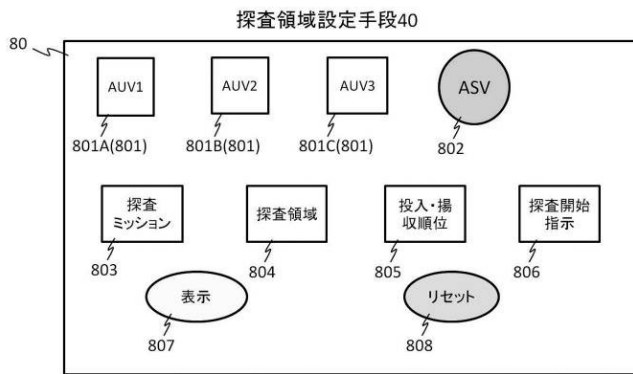 探査領域設定手段40
80
AUV1
AUV2
AUV3
ASV
801A(801)
801B(801)
801C(801)
802
探査
ミッション
探査領域
投入・揚
収順位
探査開始
指示
803
804
805
806
表示
リセット
807
808